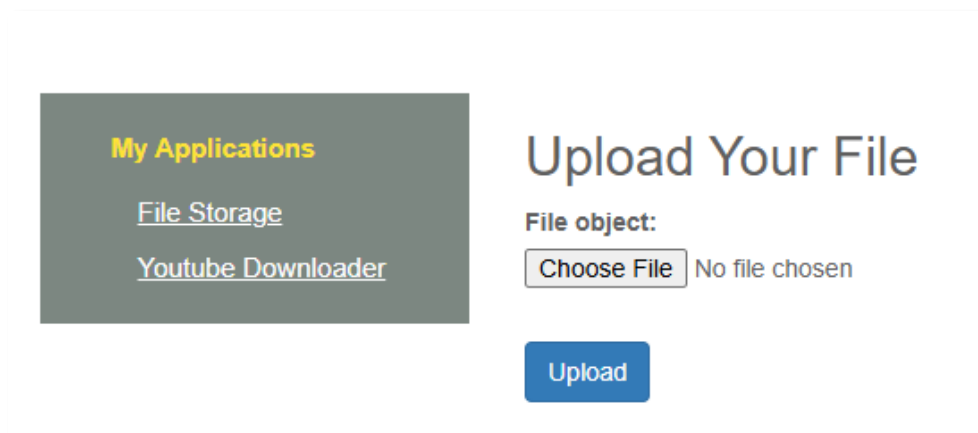 My Applications
File Storage
Youtube Downloader
Upload Your File
File object:
Choose File No file chosen
Upload